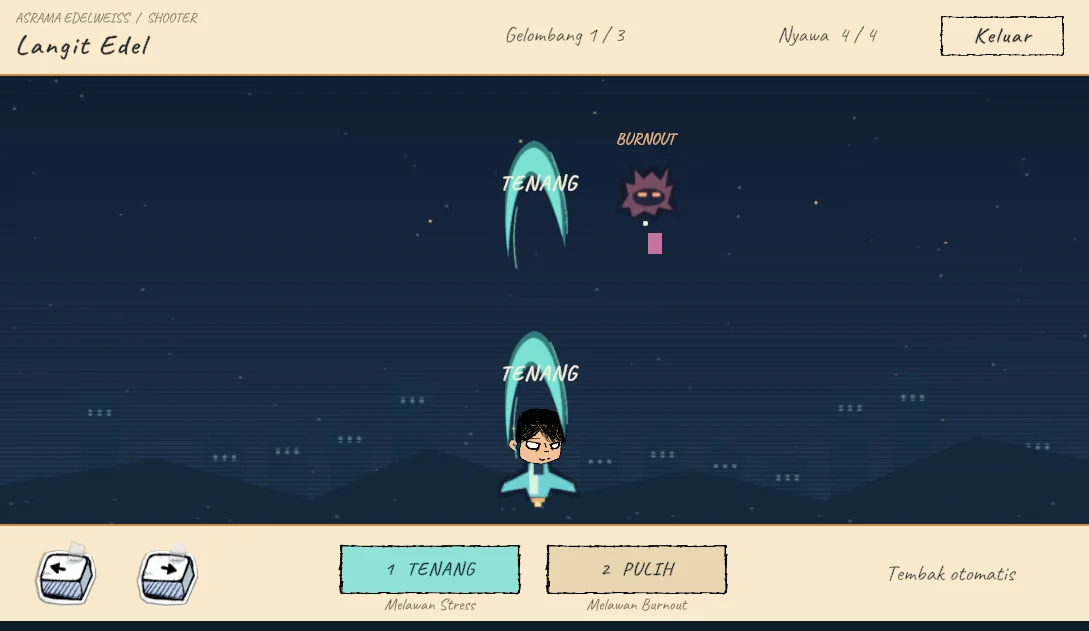 ASRAMA EDELWEISS / SHOOTER
Langit Edel
Gelombang 1 / 3
Nyawa 4 / 4
Keluar
BURNOUT
TENANG
TENANG
1 TENANG
Melawan Stress
2 PULIH
Melawan Burnout
Tembak otomatis